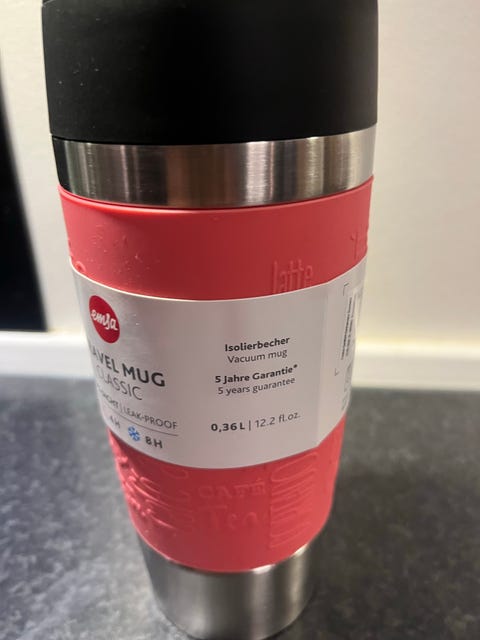 latte
emsa
AVEL MUG
CLASSIC
LEAK-PROOF
4H
8H
Isolierbecher
Vacuum mug
5 Jahre Garantie*
5 years guarantee
0,36 L | 12.2 fl.oz.
CAFÉ
Tea